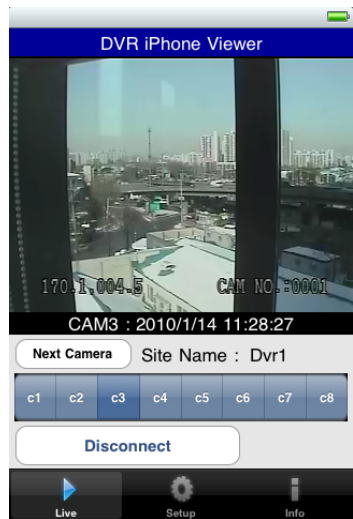 DVR iPhone Viewer
170.1.004.5 CAM NO.:0001
CAM3 : 2010/1/14 11:28:27
Next Camera Site Name : Dvr1
c1 c2 c3 c4 c5 c6 c7 c8
Disconnect
Live Setup Info